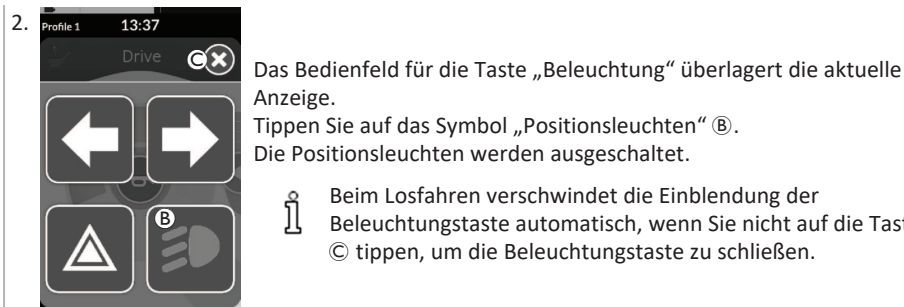 2.
Profile 1 13:37
Drive Ⓒ
Ⓑ
Das Bedienfeld für die Taste „Beleuchtung“ überlagert die aktuelle
Anzeige.
Tippen Sie auf das Symbol „Positionsleuchten“ Ⓑ.
Die Positionsleuchten werden ausgeschaltet.
Beim Losfahren verschwindet die Einblendung der
Beleuchtungstaste automatisch, wenn Sie nicht auf die Tast
Ⓒ tippen, um die Beleuchtungstaste zu schließen.